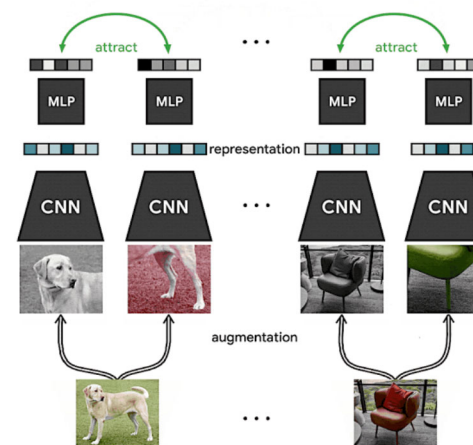 attract ... attract
MLP MLP MLP MLP
representation
CNN CNN ... CNN CNN
augmentation
...